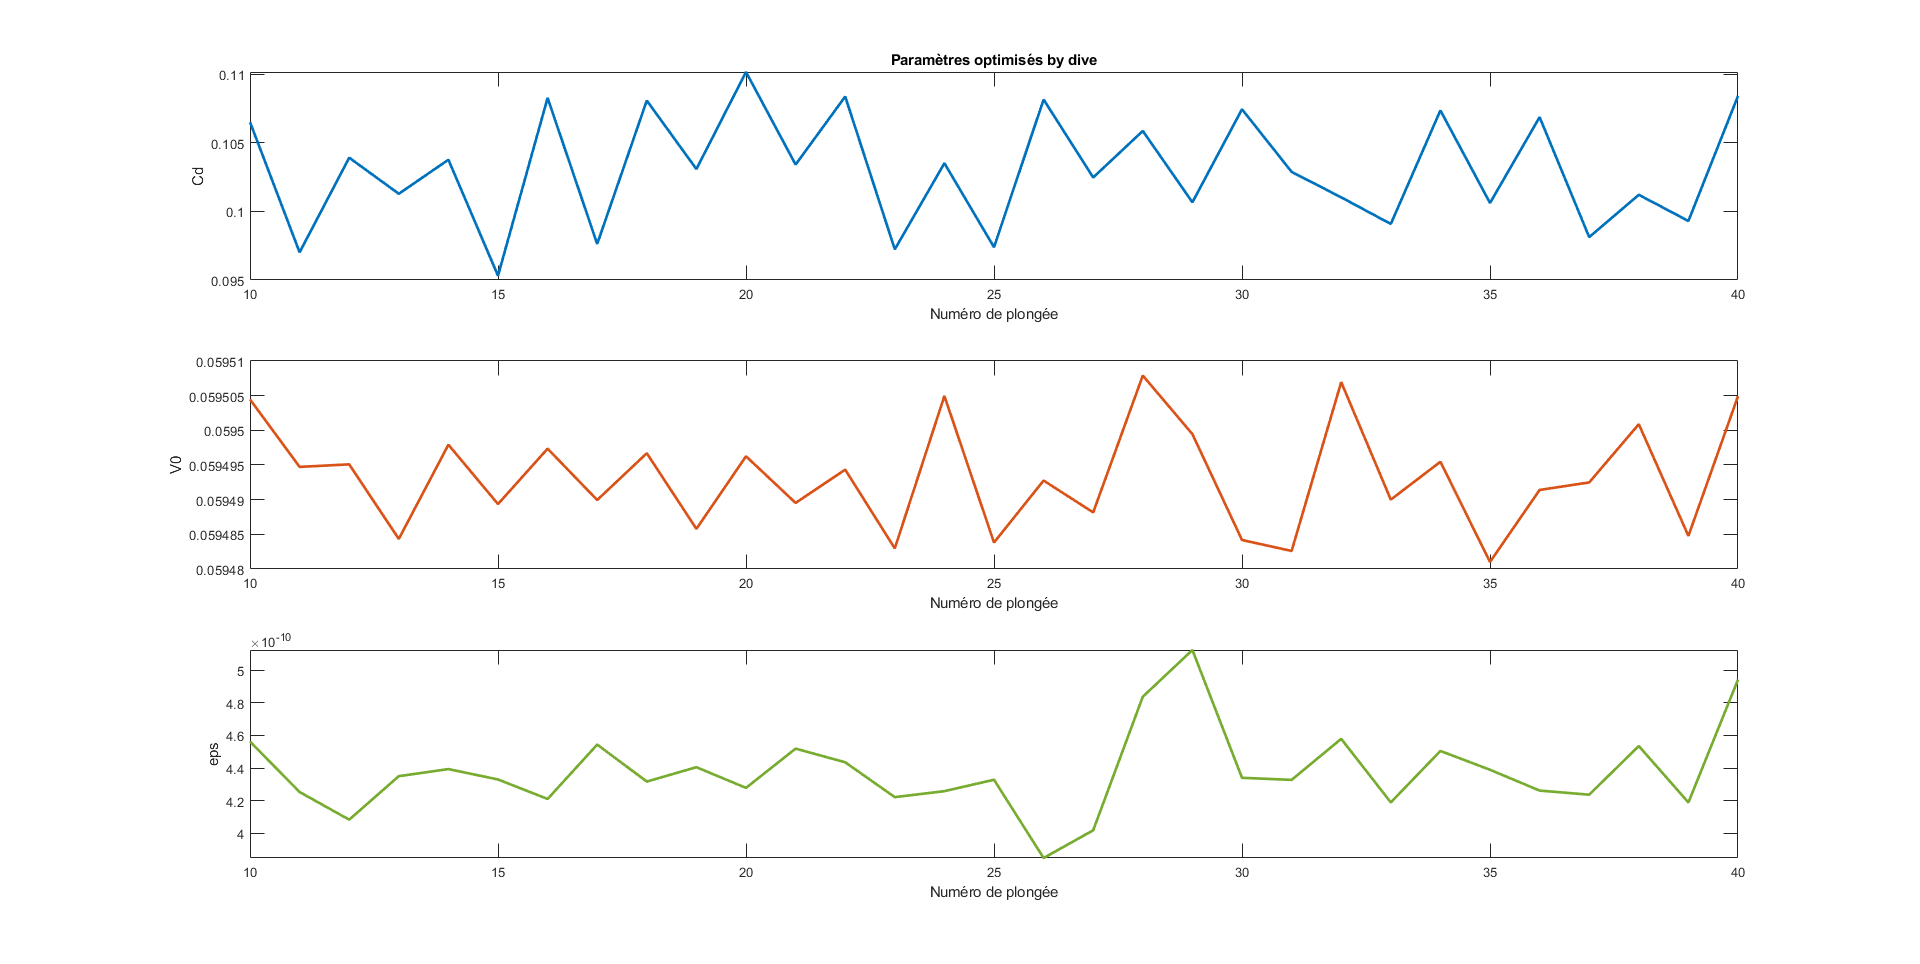 Paramètres optimisés by dive
0.11
0.105
0.1
0.095
Cd
10 15 20 25 30 35 40
Numéro de plongée
0.05951
0.059505
0.0595
0.059495
0.05949
0.059485
0.05948
V0
10 15 20 25 30 35 40
Numéro de plongée
×10⁻¹⁰
5
4.8
4.6
4.4
4.2
4
eps
10 15 20 25 30 35 40
Numéro de plongée